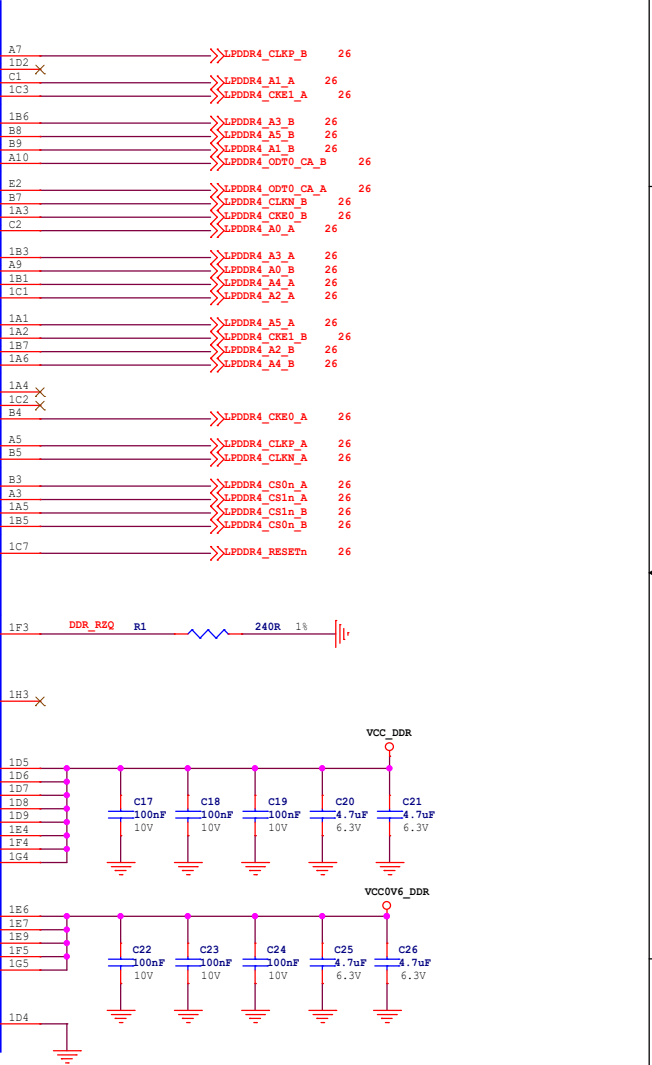 A7 LPDDR4_CLKP_B 26
1D2
C1 LPDDR4_A1_A 26
1C3 LPDDR4_CKE1_A 26
1B6 LPDDR4_A3_B 26
B8 LPDDR4_A5_B 26
B9 LPDDR4_A1_B 26
A10 LPDDR4_ODT0_CA_B 26
E2 LPDDR4_ODT0_CA_A 26
B7 LPDDR4_CLKN_B 26
1A3 LPDDR4_CKE0_B 26
C2 LPDDR4_A0_A 26
1B3 LPDDR4_A3_A 26
A9 LPDDR4_A0_B 26
1B1 LPDDR4_A4_A 26
1C1 LPDDR4_A2_A 26
1A1 LPDDR4_A5_A 26
1A2 LPDDR4_CKE1_B 26
1B7 LPDDR4_A2_B 26
1A6 LPDDR4_A4_B 26
1A4
1C2
B4 LPDDR4_CKE0_A 26
A5 LPDDR4_CLKP_A 26
B5 LPDDR4_CLKN_A 26
B3 LPDDR4_CS0n_A 26
A3 LPDDR4_CS1n_A 26
1A5 LPDDR4_CS1n_B 26
1B5 LPDDR4_CS0n_B 26
1C7 LPDDR4_RESETn 26
1F3 DDR_RZQ R1 240R 1%
1H3
VCC_DDR
1D5
1D6
1D7
1D8
1D9
1E4
1F4
1G4
C17 C18 C19 C20 C21
100nF 100nF 100nF 4.7uF 4.7uF
10V 10V 10V 6.3V 6.3V
VCC0V6_DDR
1E6
1E7
1E9
1F5
1G5
C22 C23 C24 C25 C26
100nF 100nF 100nF 4.7uF 4.7uF
10V 10V 10V 6.3V 6.3V
1D4